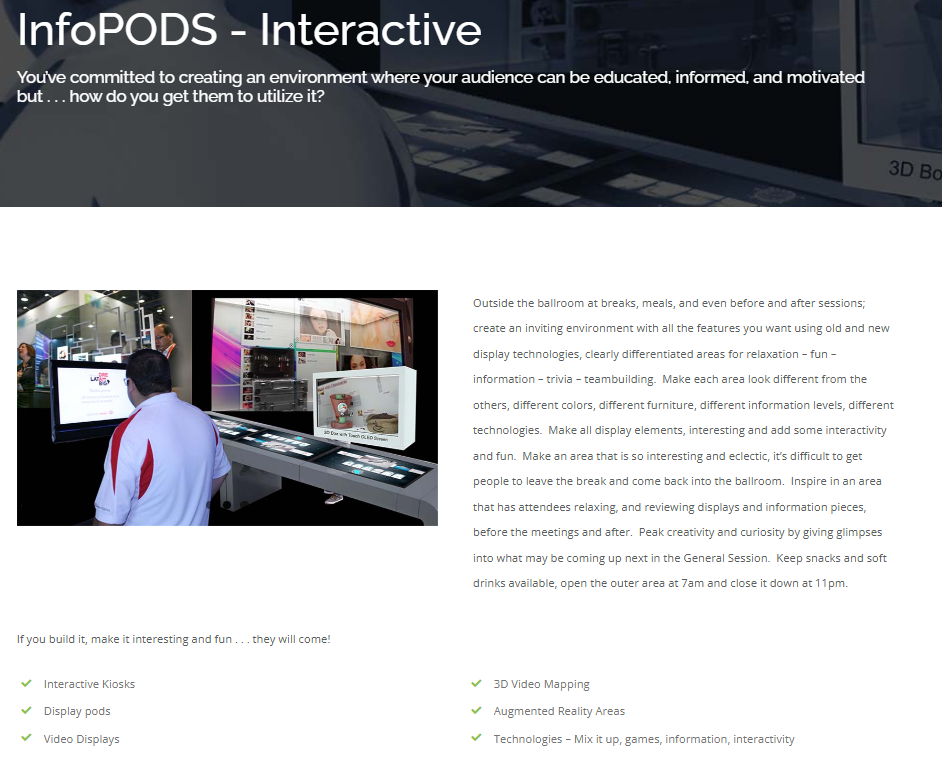 InfoPODS - Interactive
You've committed to creating an environment where your audience can be educated, informed, and motivated
but . . . how do you get them to utilize it?
3D Bo
3D Box with Touch OLED Screen
Outside the ballroom at breaks, meals, and even before and after sessions;
create an inviting environment with all the features you want using old and new
display technologies, clearly differentiated areas for relaxation – fun –
information – trivia – teambuilding.  Make each area look different from the
others, different colors, different furniture, different information levels, different
technologies.  Make all display elements, interesting and add some interactivity
and fun.  Make an area that is so interesting and eclectic, it's difficult to get
people to leave the break and come back into the ballroom.  Inspire in an area
that has attendees relaxing, and reviewing displays and information pieces,
before the meetings and after.  Peak creativity and curiosity by giving glimpses
into what may be coming up next in the General Session.  Keep snacks and soft
drinks available, open the outer area at 7am and close it down at 11pm.
If you build it, make it interesting and fun . . . they will come!
Interactive Kiosks
Display pods
Video Displays
3D Video Mapping
Augmented Reality Areas
Technologies – Mix it up, games, information, interactivity